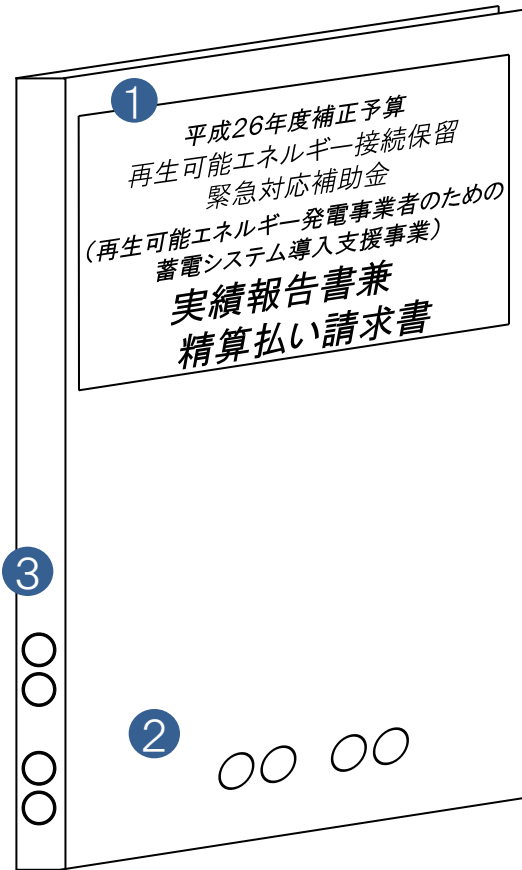 1
平成26年度補正予算
再生可能エネルギー接続保留
緊急対応補助金
(再生可能エネルギー発電事業者のための
蓄電システム導入支援事業)
実績報告書兼
精算払い請求書
3
○
○
○
○
2
○○ ○○